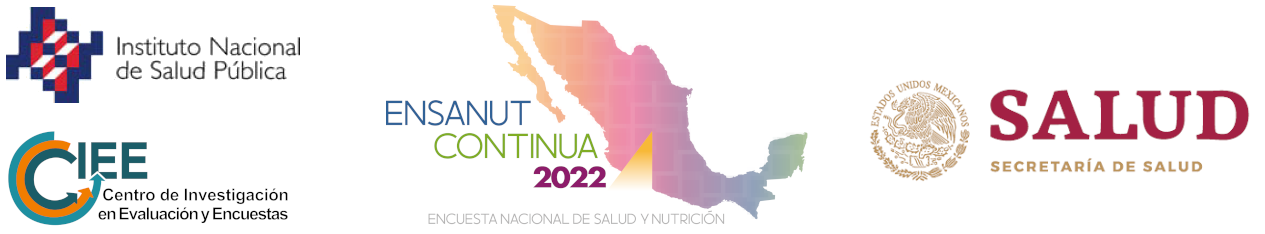 Instituto Nacional
de Salud Pública
CIEE
Centro de Investigación
en Evaluación y Encuestas
ENSANUT
CONTINUA
2022
ENCUESTA NACIONAL DE SALUD Y NUTRICIÓN
ESTADOS UNIDOS MEXICANOS
SALUD
SECRETARÍA DE SALUD